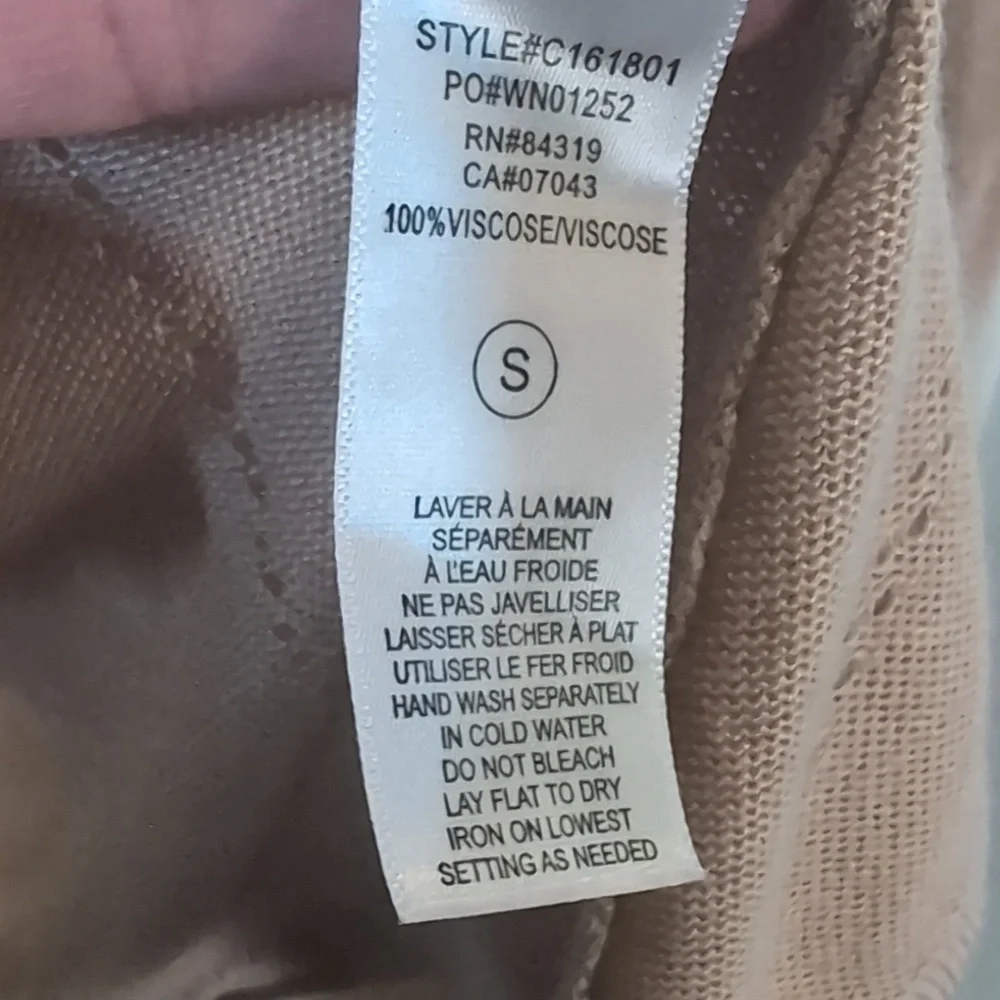 STYLE#C161801
PO#WN01252
RN#84319
CA#07043
100%VISCOSE/VISCOSE
S
LAVER À LA MAIN
SÉPARÉMENT
À L'EAU FROIDE
NE PAS JAVELLISER
LAISSER SÉCHER À PLAT
UTILISER LE FER FROID
HAND WASH SEPARATELY
IN COLD WATER
DO NOT BLEACH
LAY FLAT TO DRY
IRON ON LOWEST
SETTING AS NEEDED